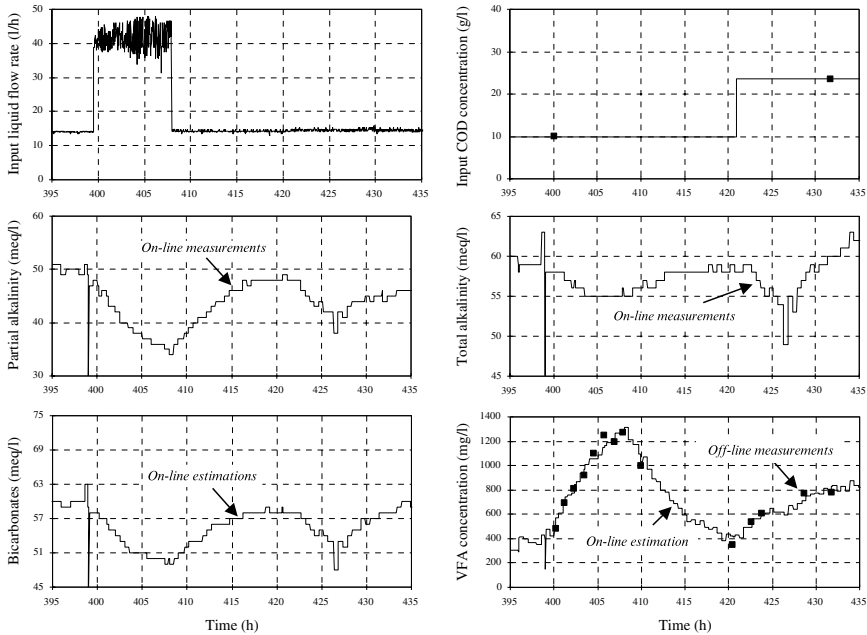 Input liquid flow rate (l/h)
50
40
30
20
10
0
395 400 405 410 415 420 425 430 435
Input COD concentration (g/l)
40
30
20
10
0
395 400 405 410 415 420 425 430 435
Partial alkalinity (meq/l)
60
50
40
30
On-line measurements
395 400 405 410 415 420 425 430 435
Total alkalinity (meq/l)
65
60
55
50
45
On-line measurements
395 400 405 410 415 420 425 430 435
Bicarbonates (meq/l)
75
69
63
57
51
45
On-line estimations
395 400 405 410 415 420 425 430 435
Time (h)
VFA concentration (mg/l)
1400
1200
1000
800
600
400
200
0
Off-line measurements
On-line estimation
395 400 405 410 415 420 425 430 435
Time (h)